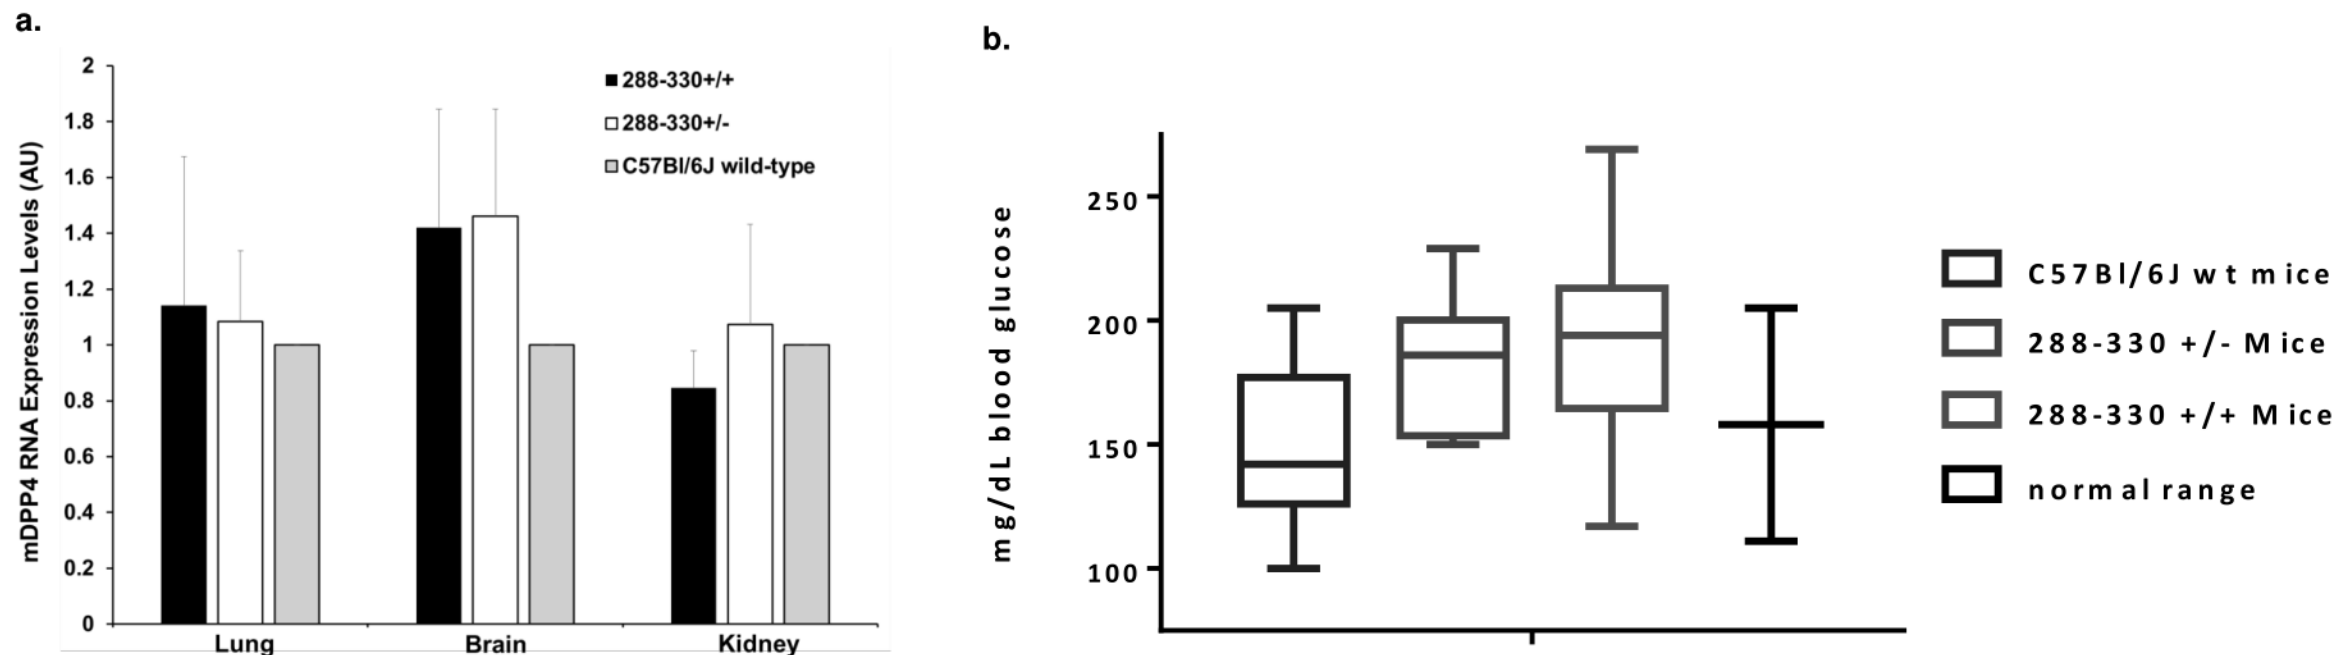 a.
mDPP4 RNA Expression Levels (AU)
2
1.8
1.6
1.4
1.2
1
0.8
0.6
0.4
0.2
0
288-330+/+
288-330+/-
C57Bl/6J wild-type
Lung
Brain
Kidney
b.
mg/dL blood glucose
250
200
150
100
C57Bl/6J wt mice
288-330 +/- Mice
288-330 +/+ Mice
normal range